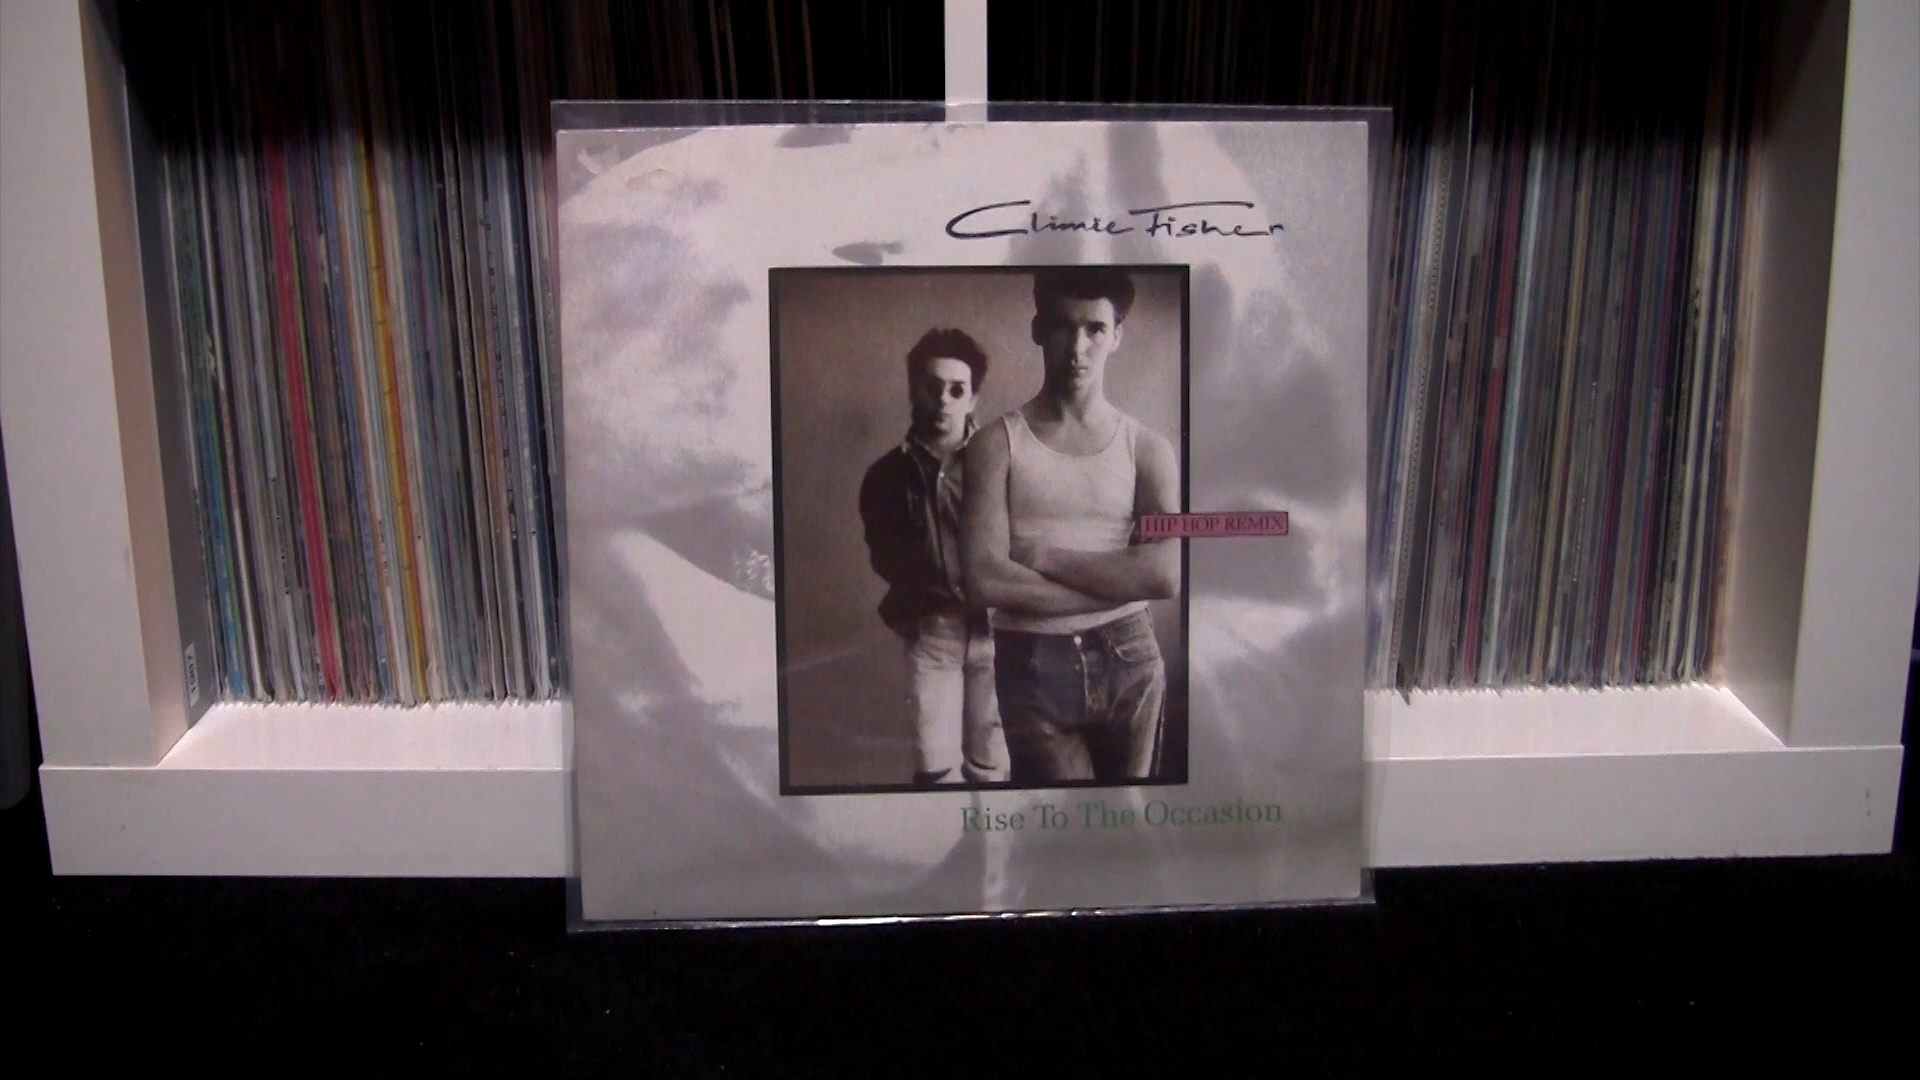 Climie Fisher
HIP HOP REMIX
Rise To The Occasion